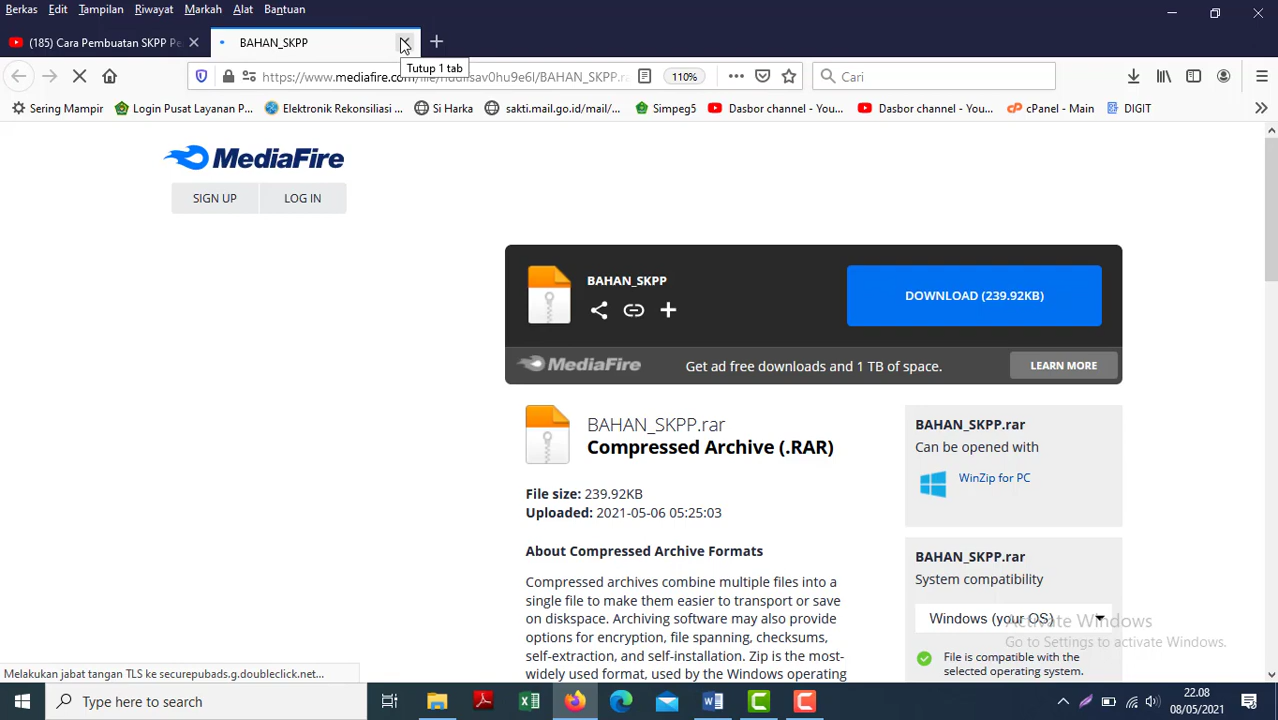 Berkas Edit Tampilan Riwayat Markah Alat Bantuan
(185) Cara Pembuatan SKPP Pe
BAHAN_SKPP
Tutup 1 tab
https://www.mediafire.com/file/
/BAHAN_SKPP.ra
110%
Cari
Sering Mampir
Login Pusat Layanan P...
Elektronik Rekonsiliasi ...
Si Harka
sakti.mail.go.id/mail/...
Simpeg5
Dasbor channel - You...
Dasbor channel - You...
cPanel - Main
DIGIT
MediaFire
SIGN UP
LOG IN
BAHAN_SKPP
DOWNLOAD (239.92KB)
MediaFire
Get ad free downloads and 1 TB of space.
LEARN MORE
BAHAN_SKPP.rar
Compressed Archive (.RAR)
File size: 239.92KB
Uploaded: 2021-05-06 05:25:03
About Compressed Archive Formats
Compressed archives combine multiple files into a
single file to make them easier to transport or save
on diskspace. Archiving software may also provide
options for encryption, file spanning, checksums,
self-extraction, and self-installation. Zip is the most-
widely used format, used by the Windows operating
BAHAN_SKPP.rar
Can be opened with
WinZip for PC
BAHAN_SKPP.rar
System compatibility
Windows (your OS)
File is compatible with the
selected operating system.
Activate Windows
Go to Settings to activate Windows.
Melakukan jabat tangan TLS ke securepubads.g.doubleclick.net...
Type here to search
22.08
08/05/2021